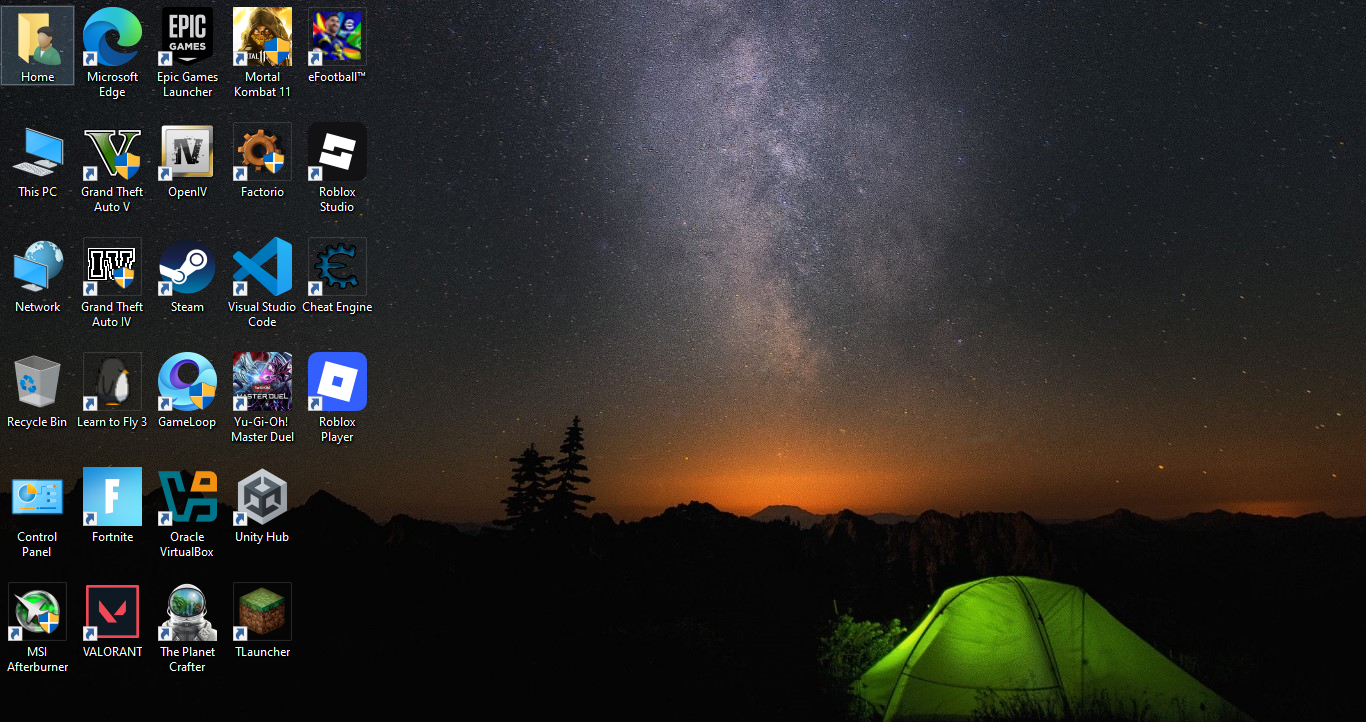 Home
Microsoft
Edge
EPIC
GAMES
Epic Games
Launcher
Mortal
Kombat 11
eFootball™
This PC
Grand Theft
Auto V
IV
OpenIV
Factorio
Roblox
Studio
Network
IV
Grand Theft
Auto IV
Steam
Visual Studio
Code
Cheat Engine
Recycle Bin
Learn to Fly 3
GameLoop
MASTER DUEL
Yu-Gi-Oh!
Master Duel
Roblox
Player
Control
Panel
F
Fortnite
Oracle
VirtualBox
Unity Hub
MSI
Afterburner
VALORANT
The Planet
Crafter
TLauncher